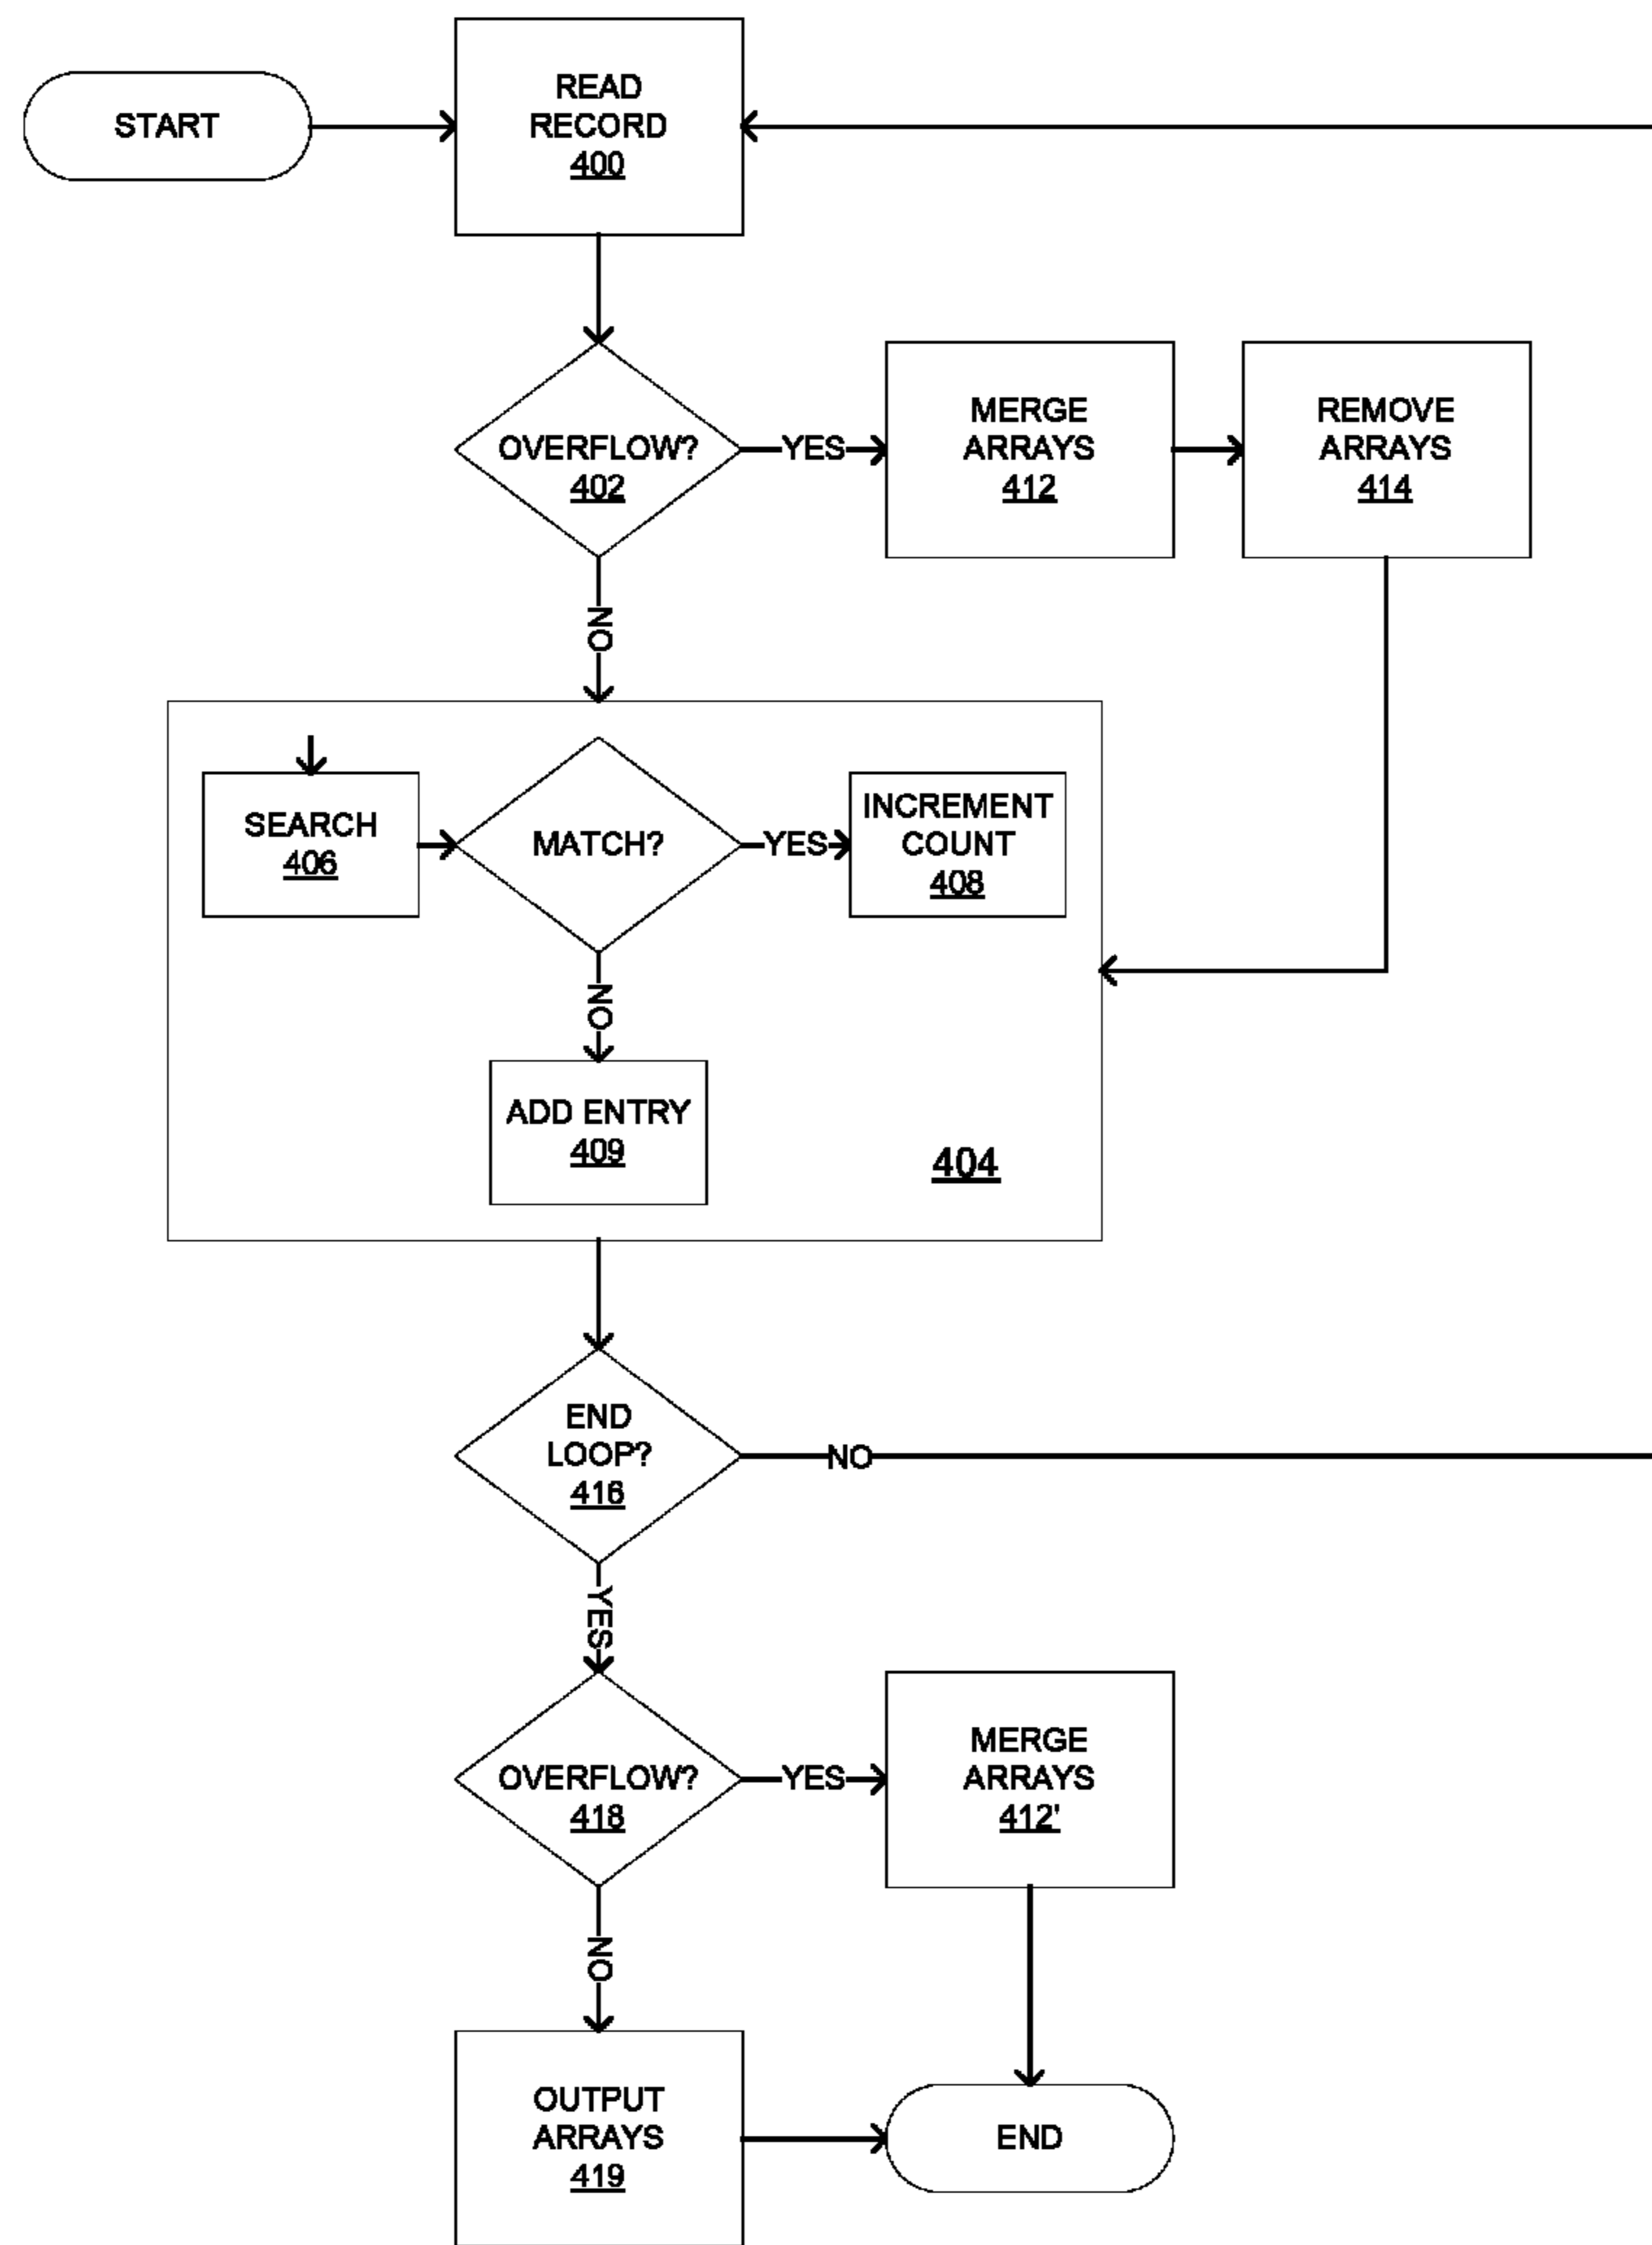 START
READ
RECORD
400
OVERFLOW?
402
YES
MERGE
ARRAYS
412
REMOVE
ARRAYS
414
NO
SEARCH
406
MATCH?
YES
INCREMENT
COUNT
408
NO
ADD ENTRY
409
404
END
LOOP?
416
NO
YES
OVERFLOW?
418
YES
MERGE
ARRAYS
412'
NO
OUTPUT
ARRAYS
419
END